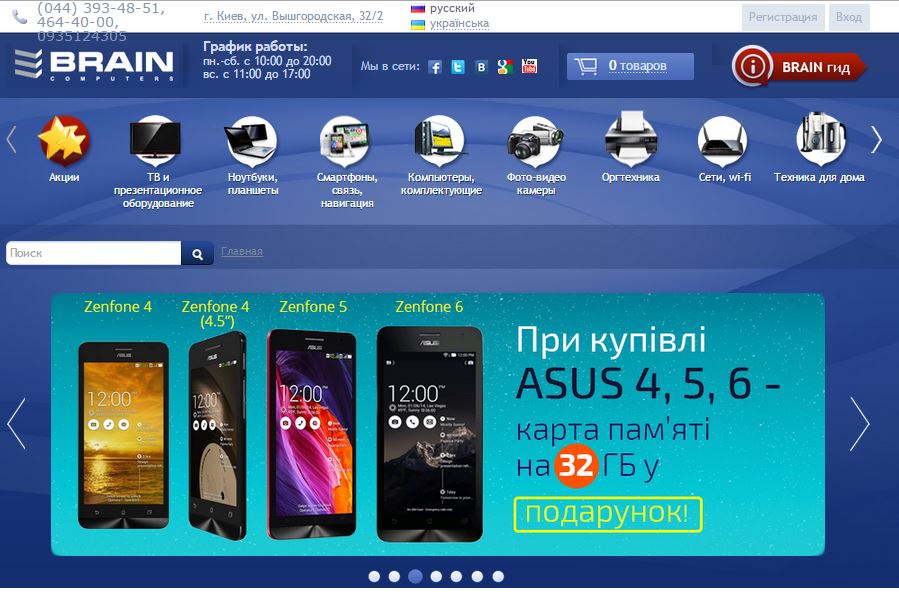 (044) 393-48-51,
464-40-00,
0935124305
г. Киев, ул. Вышгородская, 32/2
русский
українська
Регистрация
Вход
BRAIN
COMPUTERS
График работы:
пн.-сб. с 10:00 до 20:00
вс. с 11:00 до 17:00
Мы в сети:
0 товаров
BRAIN гид
Акции
ТВ и
презентационное
оборудование
Ноутбуки,
планшеты
Смартфоны,
связь,
навигация
Компьютеры,
комплектующие
Фото-видео
камеры
Оргтехника
Сети, wi-fi
Техника для дома
Поиск
Главная
Zenfone 4
Zenfone 4
(4.5”)
Zenfone 5
Zenfone 6
ASUS
12:00
ASUS
12:00
ASUS
12:00
ASUS
12:00
При купівлі
ASUS 4, 5, 6 -
карта пам’яті
на 32 ГБ у
подарунок!